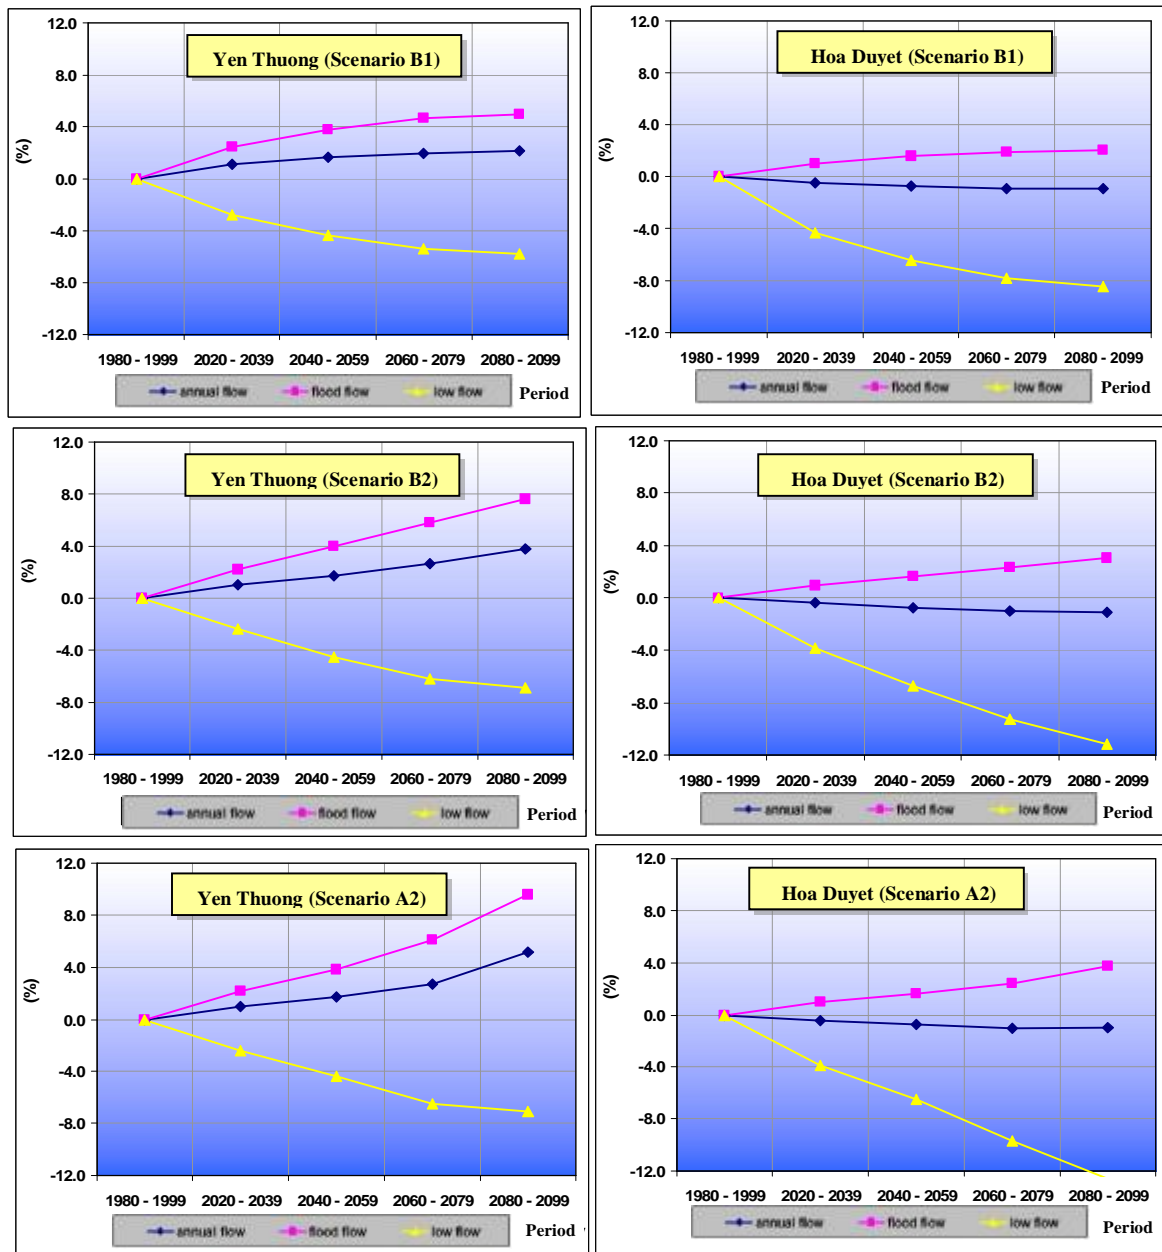 Yen Thuong (Scenario B1)
(%)
12.0
8.0
4.0
0.0
-4.0
-8.0
-12.0
1980 - 1999 2020 - 2039 2040 - 2059 2060 - 2079 2080 - 2099
annual flow flood flow low flow Period
Hoa Duyet (Scenario B1)
(%)
12.0
8.0
4.0
0.0
-4.0
-8.0
-12.0
1980 - 1999 2020 - 2039 2040 - 2059 2060 - 2079 2080 - 2099
annual flow flood flow low flow Period
Yen Thuong (Scenario B2)
(%)
12.0
8.0
4.0
0.0
-4.0
-8.0
-12.0
1980 - 1999 2020 - 2039 2040 - 2059 2060 - 2079 2080 - 2099
annual flow flood flow low flow Period
Hoa Duyet (Scenario B2)
(%)
12.0
8.0
4.0
0.0
-4.0
-8.0
-12.0
1980 - 1999 2020 - 2039 2040 - 2059 2060 - 2079 2080 - 2099
annual flow flood flow low flow Period
Yen Thuong (Scenario A2)
(%)
12.0
8.0
4.0
0.0
-4.0
-8.0
-12.0
1980 - 1999 2020 - 2039 2040 - 2059 2060 - 2079 2080 - 2099
annual flow flood flow low flow Period
Hoa Duyet (Scenario A2)
(%)
12.0
8.0
4.0
0.0
-4.0
-8.0
-12.0
1980 - 1999 2020 - 2039 2040 - 2059 2060 - 2079 2080 - 2099
annual flow flood flow low flow Period